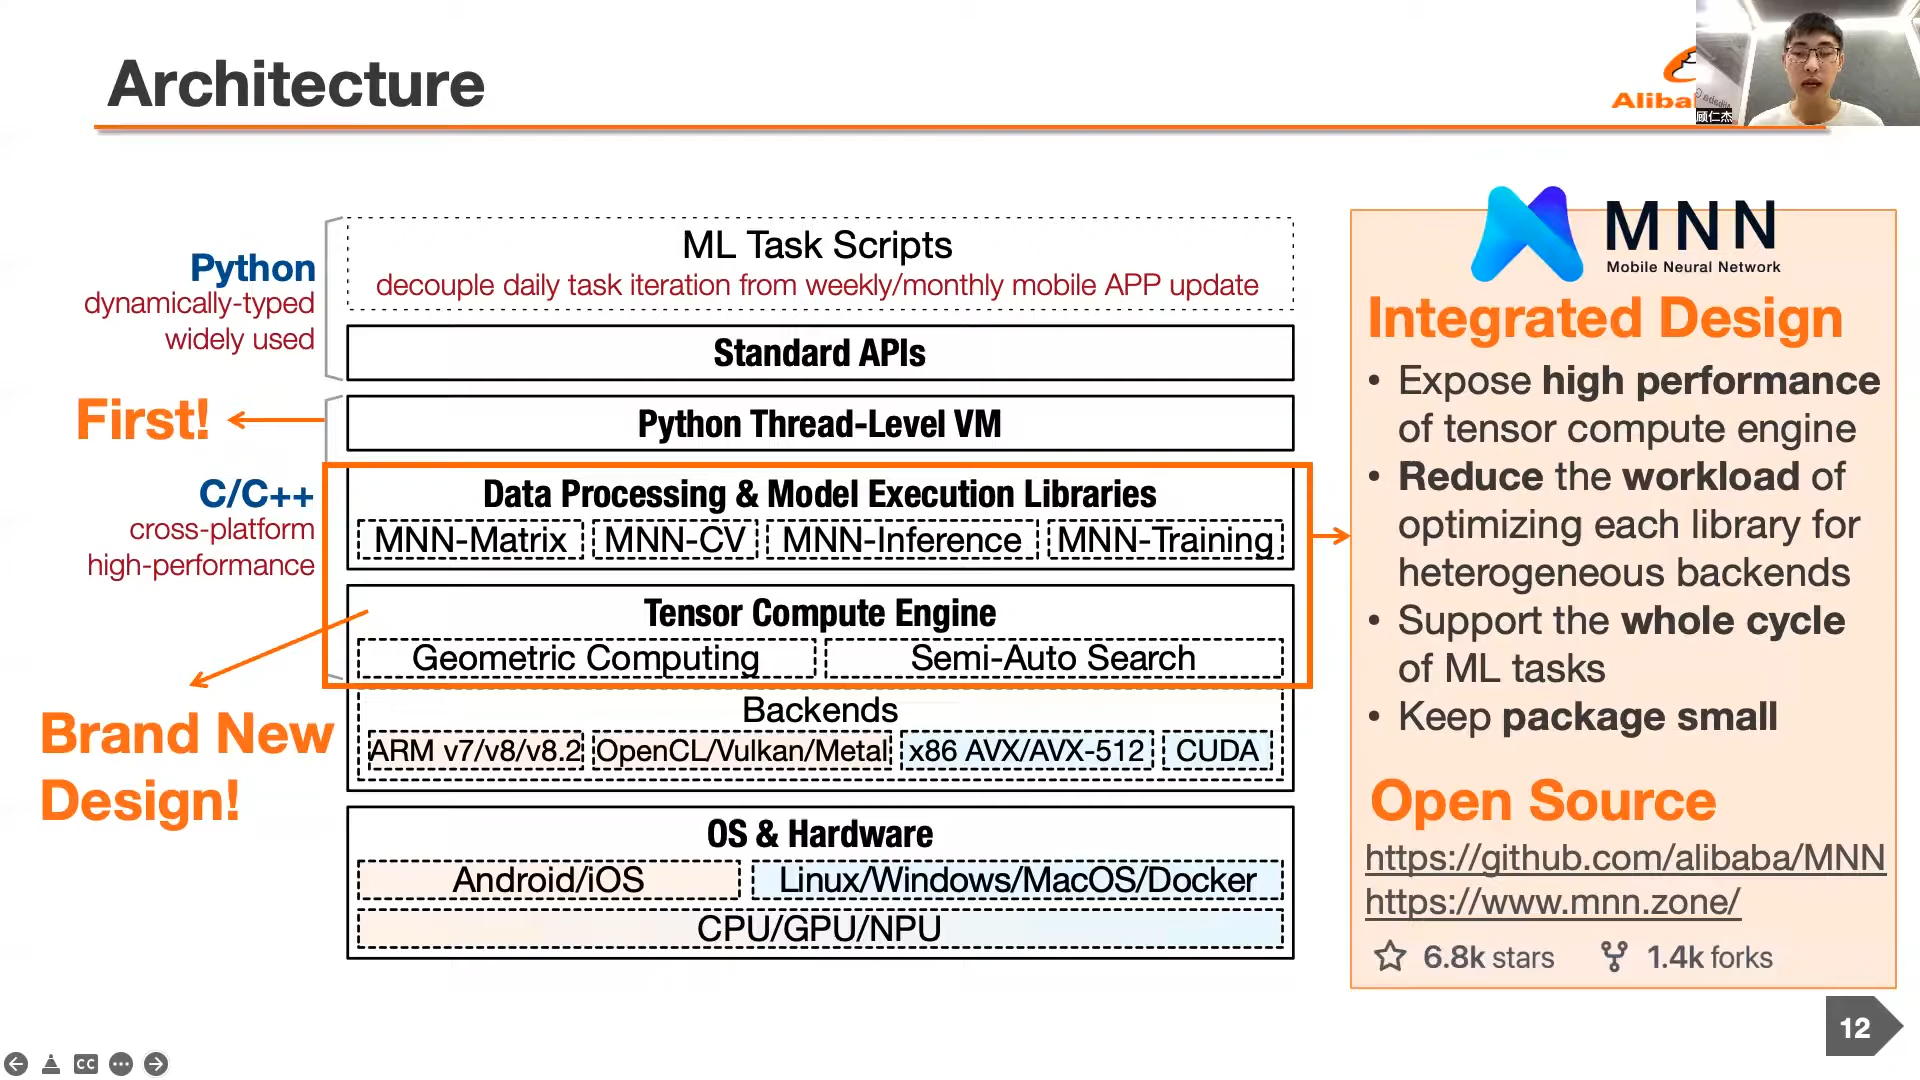 Architecture
Aliba
顾仁杰
Python
dynamically-typed
widely used
First!
C/C++
cross-platform
high-performance
Brand New
Design!
ML Task Scripts
decouple daily task iteration from weekly/monthly mobile APP update
Standard APIs
Python Thread-Level VM
Data Processing & Model Execution Libraries
MNN-Matrix MNN-CV MNN-Inference MNN-Training
Tensor Compute Engine
Geometric Computing Semi-Auto Search
Backends
ARM v7/v8/v8.2 OpenCL/Vulkan/Metal x86 AVX/AVX-512 CUDA
OS & Hardware
Android/iOS Linux/Windows/MacOS/Docker
CPU/GPU/NPU
MNN
Mobile Neural Network
Integrated Design
• Expose high performance
of tensor compute engine
• Reduce the workload of
optimizing each library for
heterogeneous backends
• Support the whole cycle
of ML tasks
• Keep package small
Open Source
https://github.com/alibaba/MNN
https://www.mnn.zone/
6.8k stars 1.4k forks
12
CC